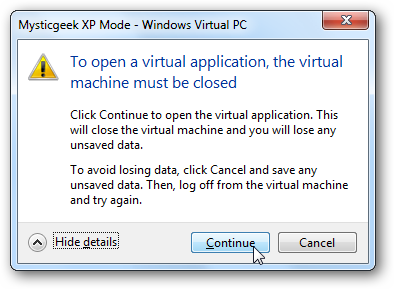 Mysticgeek XP Mode - Windows Virtual PC
To open a virtual application, the virtual
machine must be closed
Click Continue to open the virtual application. This
will close the virtual machine and you will lose any
unsaved data.
To avoid losing data, click Cancel and save any
unsaved data. Then, log off from the virtual machine
and try again.
Hide details
Continue
Cancel